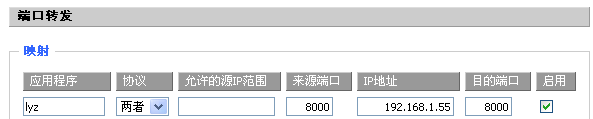 端口转发
映射
应用程序 协议 允许的源IP范围 来源端口 IP地址 目的端口 启用
lyz 两者 8000 192.168.1.55 8000